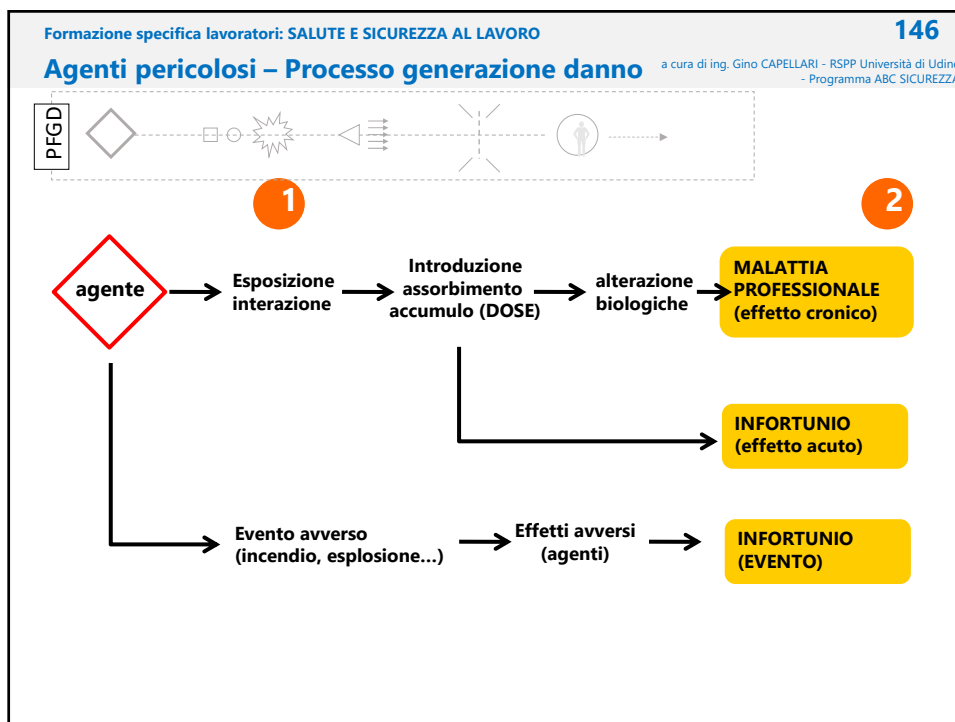 Formazione specifica lavoratori: SALUTE E SICUREZZA AL LAVORO
146
Agenti pericolosi – Processo generazione danno
a cura di ing. Gino CAPELLARI - RSPP Università di Udine
- Programma ABC SICUREZZA
PFGD
1
2
agente
Esposizione
interazione
Introduzione
assorbimento
accumulo (DOSE)
alterazione
biologiche
MALATTIA
PROFESSIONALE
(effetto cronico)
INFORTUNIO
(effetto acuto)
Evento avverso
(incendio, esplosione...)
Effetti avversi
(agenti)
INFORTUNIO
(EVENTO)